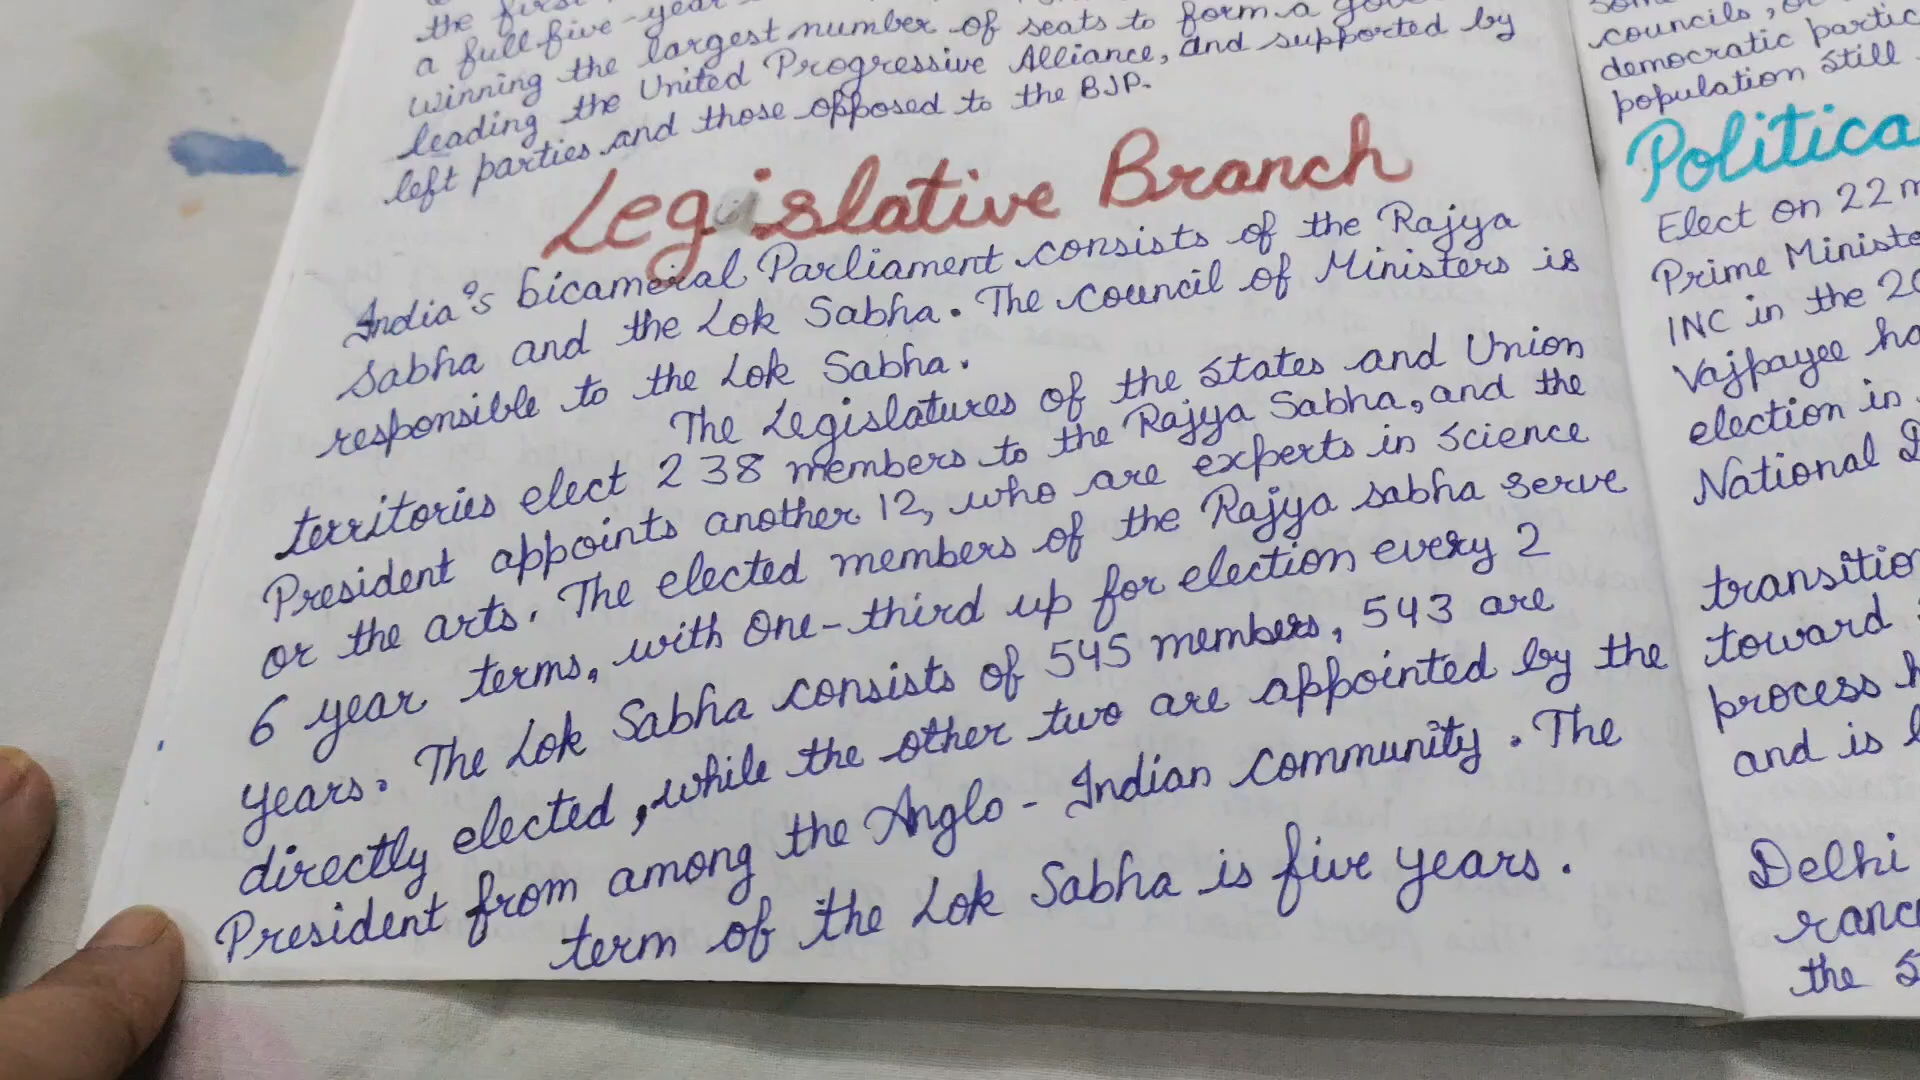 the first
a full five-year
winning the largest number of seats to form a
leading the United Progressive Alliance, and supported by
left parties and those opposed to the BJP.
Legislative Branch
India's bicameral Parliament consists of the Rajya
Sabha and the Lok Sabha. The council of Ministers is
responsible to the Lok Sabha.
The Legislatures of the States and Union
territories elect 238 members to the Rajya Sabha, and the
President appoints another 12, who are experts in Science
or the arts. The elected members of the Rajya sabha serve
6 year terms, with one-third up for election every 2
years. The Lok Sabha consists of 545 members, 543 are
directly elected, while the other two are appointed by the
President from among the Anglo-Indian community. The
term of the Lok Sabha is five years.
councils,
democratic
population still
Elect on 22
Prime
INC in the
Vajpayee
election in
National
toward
process
and is
Delhi
the